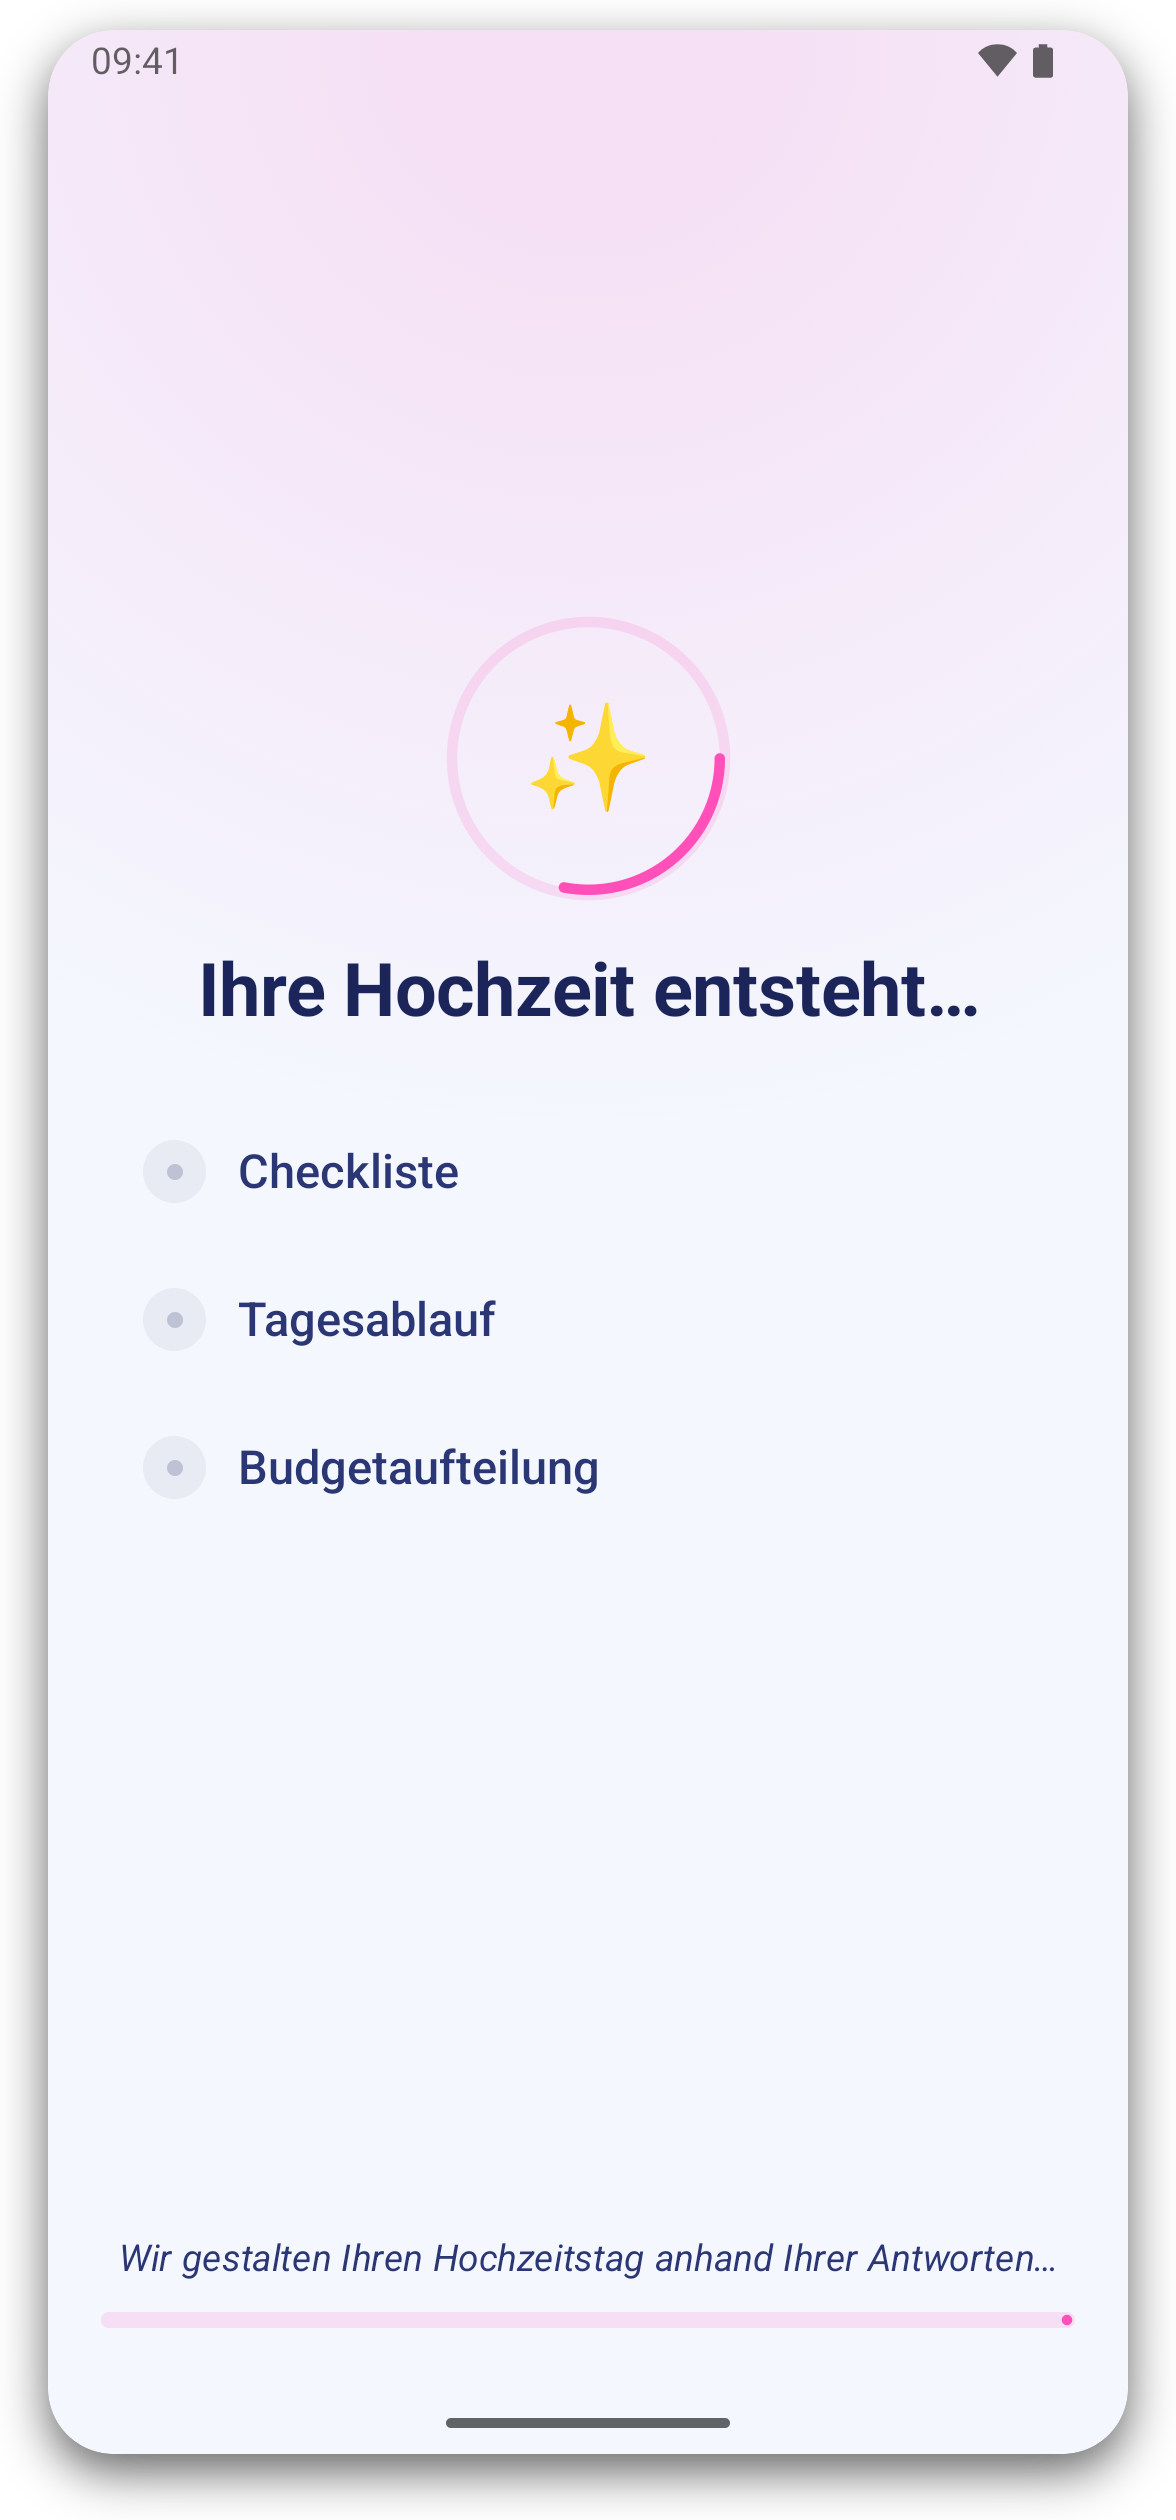 09:41
Ihre Hochzeit entsteht…
Checkliste
Tagesablauf
Budgetaufteilung
Wir gestalten Ihren Hochzeitstag anhand Ihrer Antworten…